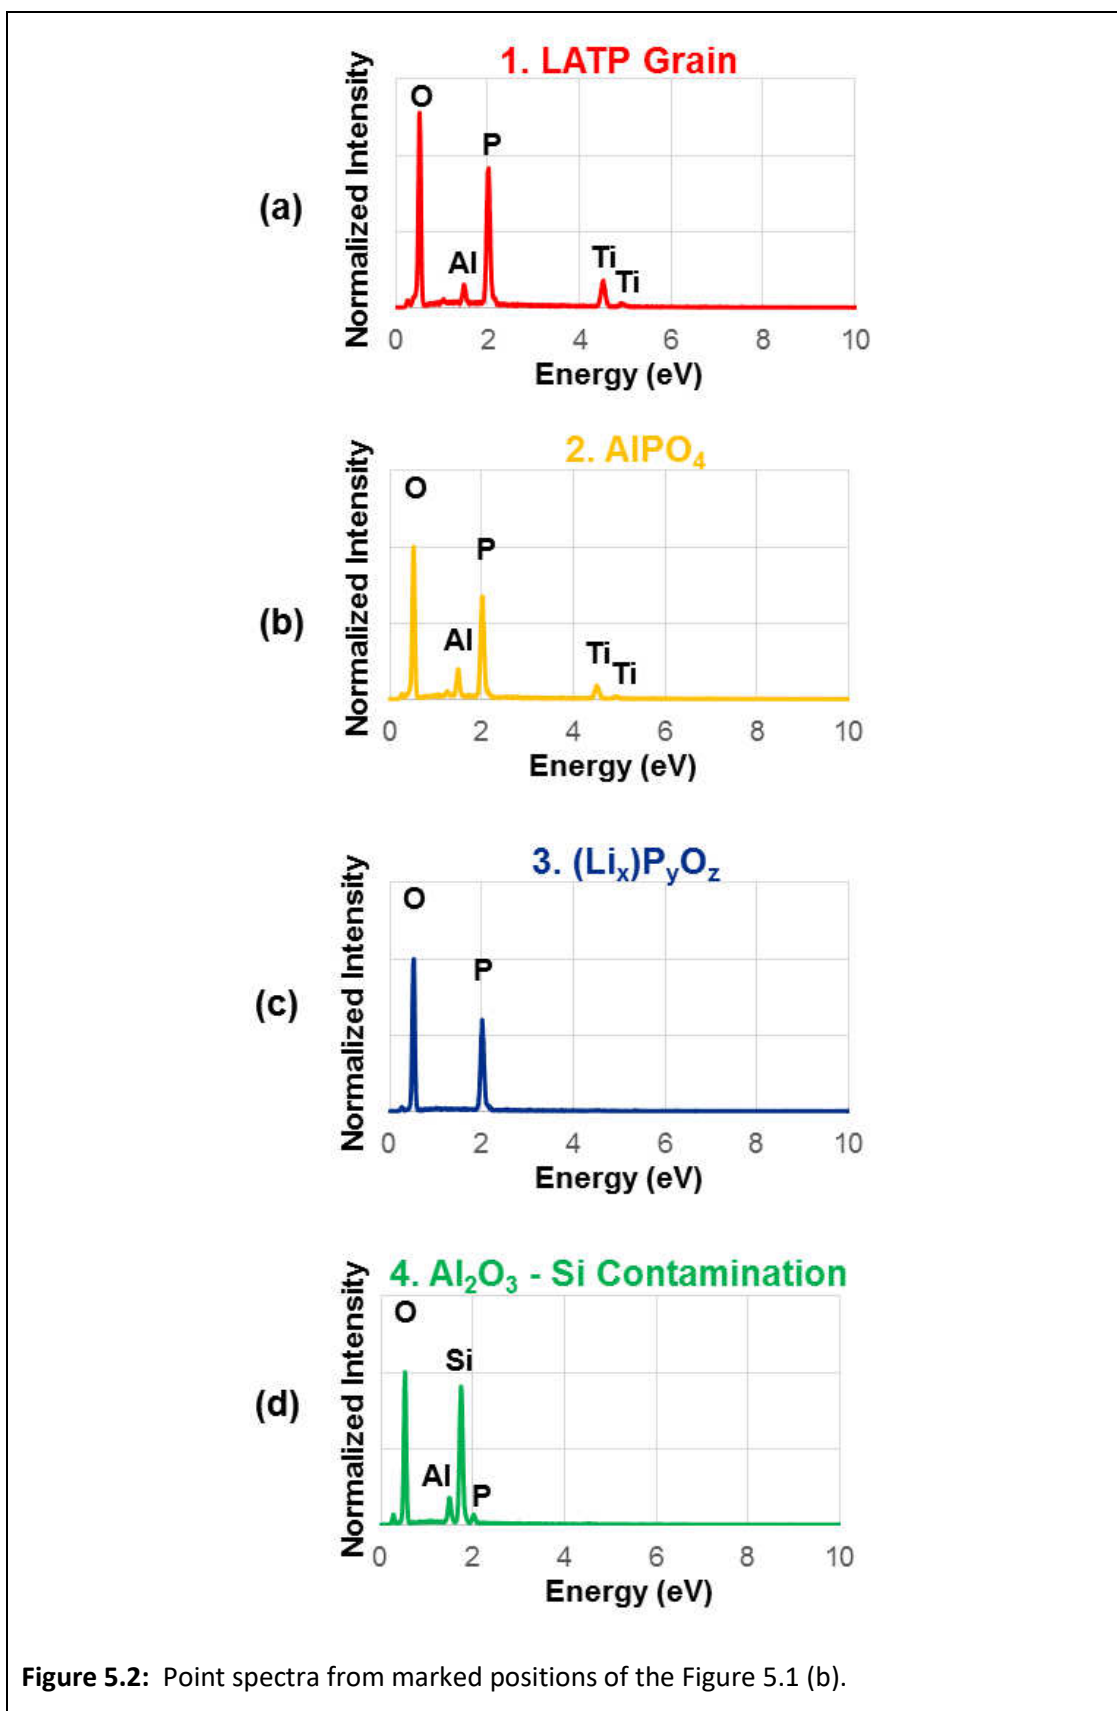 1. LATP Grain
(a)
Normalized Intensity
O
P
Al
Ti
Ti
0 2 4 6 8 10
Energy (eV)
2. AlPO₄
(b)
Normalized Intensity
O
P
Al
Ti
Ti
0 2 4 6 8 10
Energy (eV)
3. (Liₓ)PᵧO_z
(c)
Normalized Intensity
O
P
0 2 4 6 8 10
Energy (eV)
4. Al₂O₃ - Si Contamination
(d)
Normalized Intensity
O
Si
Al
P
0 2 4 6 8 10
Energy (eV)
Figure 5.2: Point spectra from marked positions of the Figure 5.1 (b).